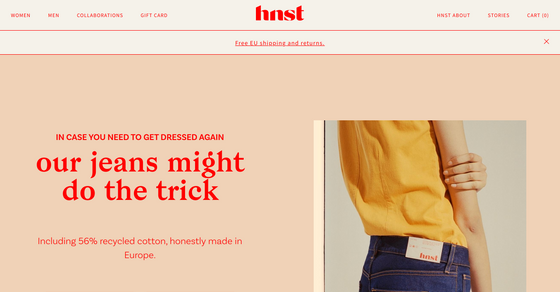 WOMEN MEN COLLABORATIONS GIFT CARD hnst HNST ABOUT STORIES CART (0)
Free EU shipping and returns.
IN CASE YOU NEED TO GET DRESSED AGAIN
our jeans might
do the trick
Including 56% recycled cotton, honestly made in
Europe.
hnst